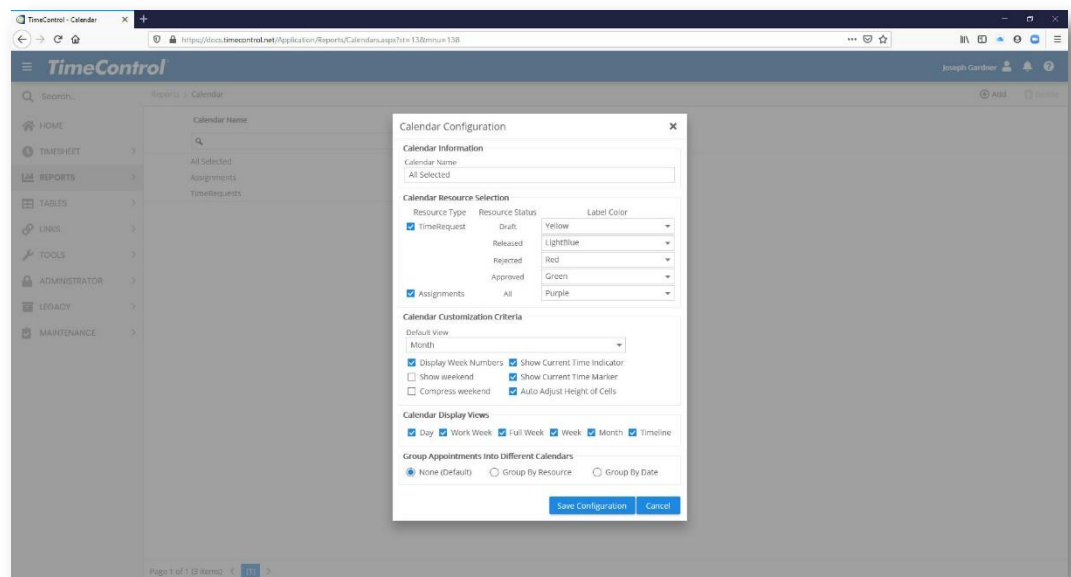 TimeControl - Calendar
https://docs.timecontrol.net/Application/Reports/Calendars.aspx?st=13&mnu=138
TimeControl
Joseph Gardner
Search...
Reports > Calendar
Add
HOME
TIMESHEET
REPORTS
TABLES
LINKS
TOOLS
ADMINISTRATOR
LEGACY
MAINTENANCE
Calendar Name
All Selected
Assignments
TimeRequests
Calendar Configuration
Calendar Information
Calendar Name
All Selected
Calendar Resource Selection
Resource Type Resource Status Label Color
TimeRequest Draft Yellow
Released LightBlue
Rejected Red
Approved Green
Assignments All Purple
Calendar Customization Criteria
Default View
Month
Display Week Numbers Show Current Time Indicator
Show weekend Show Current Time Marker
Compress weekend Auto Adjust Height of Cells
Calendar Display Views
Day Work Week Full Week Week Month Timeline
Group Appointments Into Different Calendars
None (Default) Group By Resource Group By Date
Save Configuration Cancel
Page 1 of 1 (3 items) < [1] >